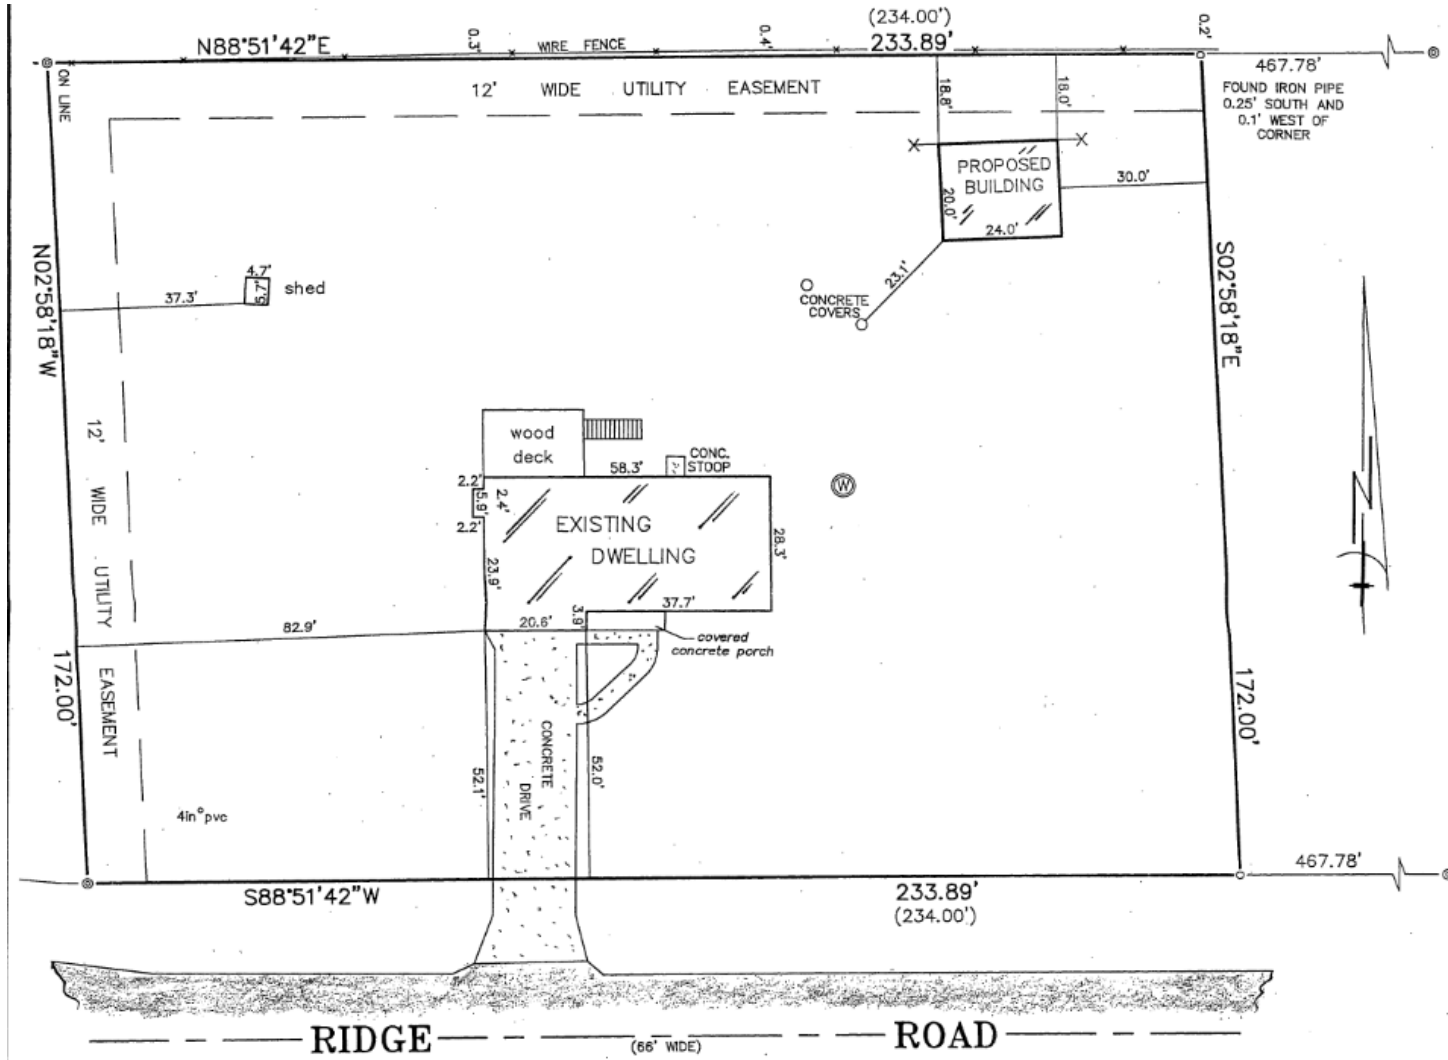 (234.00')
N88°51'42"E
0.3'
WIRE FENCE
0.4'
233.89'
0.2'
467.78'
ON LINE
12' WIDE UTILITY EASEMENT
18.8'
18.0'
FOUND IRON PIPE
0.25' SOUTH AND
0.1' WEST OF
CORNER
PROPOSED
BUILDING
30.0'
20.0'
24.0'
N02°58'18"W
S02°58'18"E
4.7'
5.7'
shed
37.3'
23.1'
CONCRETE
COVERS
wood
deck
CONC.
STOOP
58.3'
2.2'
5.9'
2.4'
2.2'
W
EXISTING
DWELLING
28.3'
23.9'
12' WIDE UTILITY EASEMENT
37.7'
3.9'
20.6'
82.9'
covered
concrete porch
172.00'
172.00'
CONCRETE
DRIVE
52.1'
52.0'
4in pvc
467.78'
S88°51'42"W
233.89'
(234.00')
RIDGE ROAD
(66' WIDE)
N